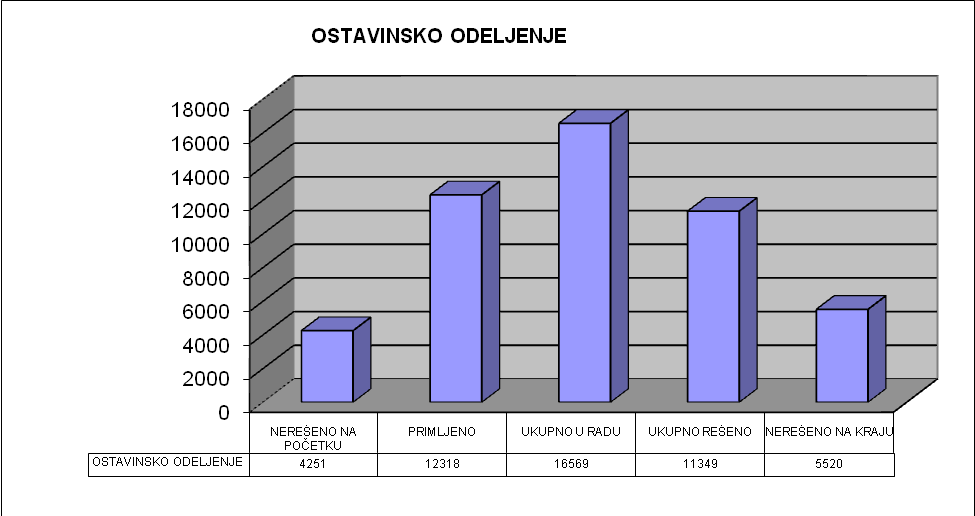 OSTAVINSKO ODELJENJE
18000
16000
14000
12000
10000
8000
6000
4000
2000
0
NEREŠENO NA
POČETKU
PRIMLJENO
UKUPNO U RADU
UKUPNO REŠENO
NEREŠENO NA KRAJU
OSTAVINSKO ODELJENJE
4251
12318
16569
11349
5520